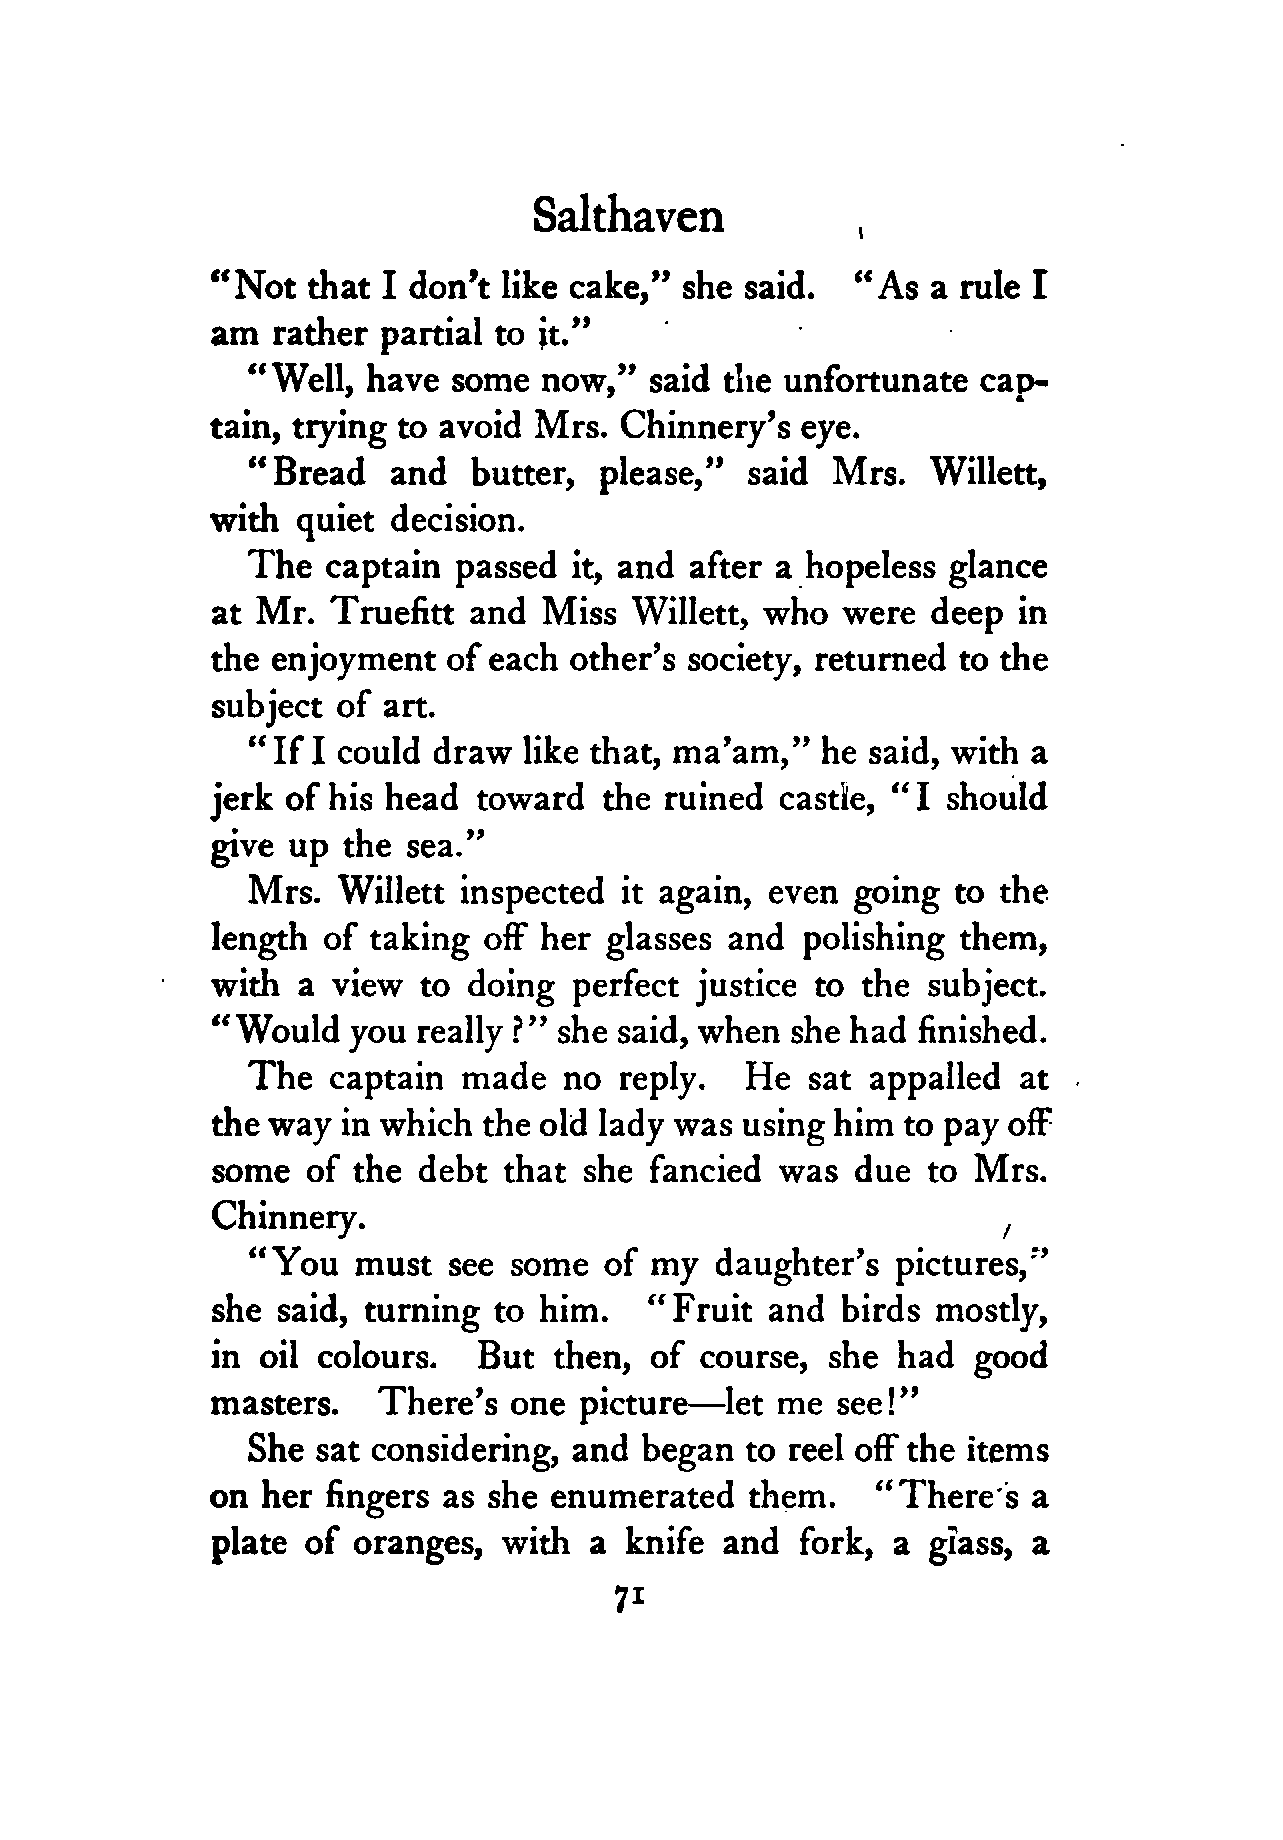 Salthaven
"Not that I don't like cake," she said. "As a rule I
am rather partial to it."
"Well, have some now," said the unfortunate cap-
tain, trying to avoid Mrs. Chinnery's eye.
"Bread and butter, please," said Mrs. Willett,
with quiet decision.
The captain passed it, and after a hopeless glance
at Mr. Truefitt and Miss Willett, who were deep in
the enjoyment of each other's society, returned to the
subject of art.
"If I could draw like that, ma'am," he said, with a
jerk of his head toward the ruined castle, "I should
give up the sea."
Mrs. Willett inspected it again, even going to the
length of taking off her glasses and polishing them,
with a view to doing perfect justice to the subject.
"Would you really?" she said, when she had finished.
The captain made no reply. He sat appalled at
the way in which the old lady was using him to pay off
some of the debt that she fancied was due to Mrs.
Chinnery.
"You must see some of my daughter's pictures,"
she said, turning to him. "Fruit and birds mostly,
in oil colours. But then, of course, she had good
masters. There's one picture—let me see!"
She sat considering, and began to reel off the items
on her fingers as she enumerated them. "There's a
plate of oranges, with a knife and fork, a glass, a
71